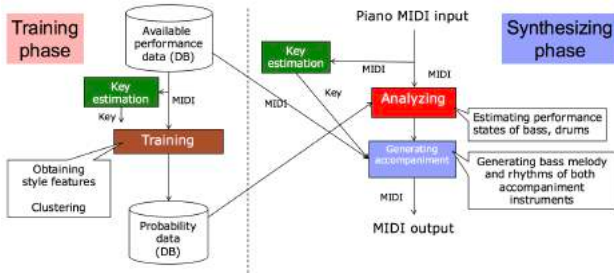 Training
phase
Available
performance
data (DB)
Key
estimation
MIDI
Key
Training
Obtaining
style features
Clustering
Probability
data
(DB)
Piano MIDI input
Synthesizing
phase
Key
estimation
MIDI
MIDI
MIDI
Key
Analyzing
Estimating performance
states of bass, drums
Generating
accompaniment
Generating bass melody
and rhythms of both
accompaniment
instruments
MIDI
MIDI output